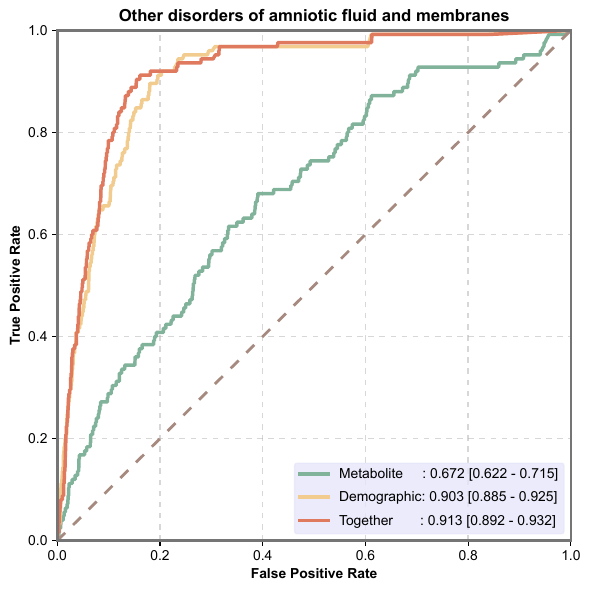 Other disorders of amniotic fluid and membranes
True Positive Rate
1.0
0.8
0.6
0.4
0.2
0.0
Metabolite : 0.672 [0.622 - 0.715]
Demographic: 0.903 [0.885 - 0.925]
Together : 0.913 [0.892 - 0.932]
0.0 0.2 0.4 0.6 0.8 1.0
False Positive Rate